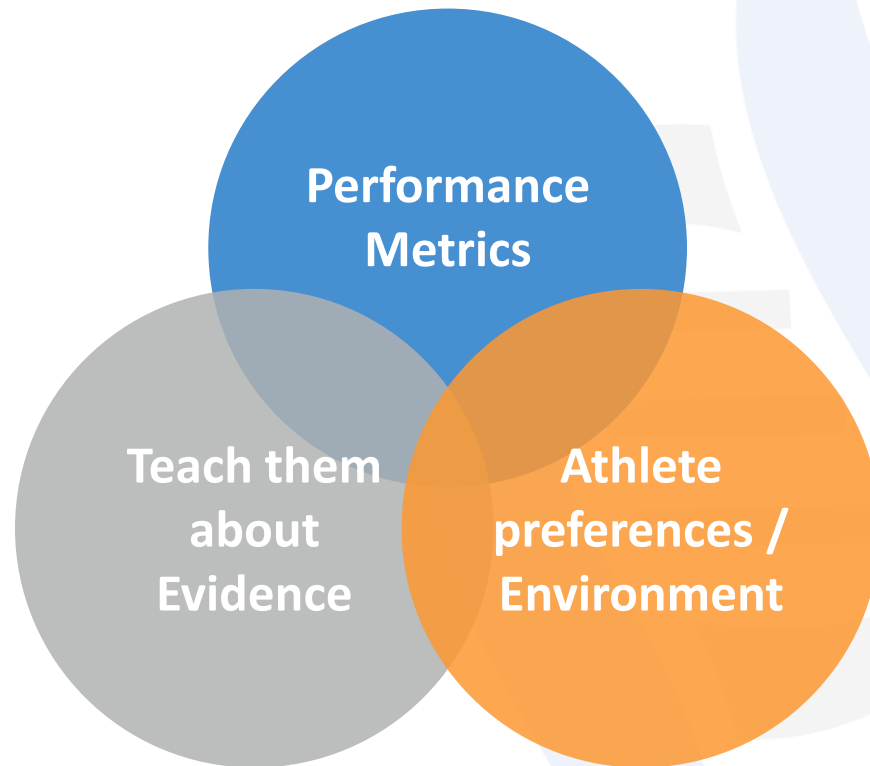 Performance
Metrics
Teach them
about
Evidence
Athlete
preferences /
Environment